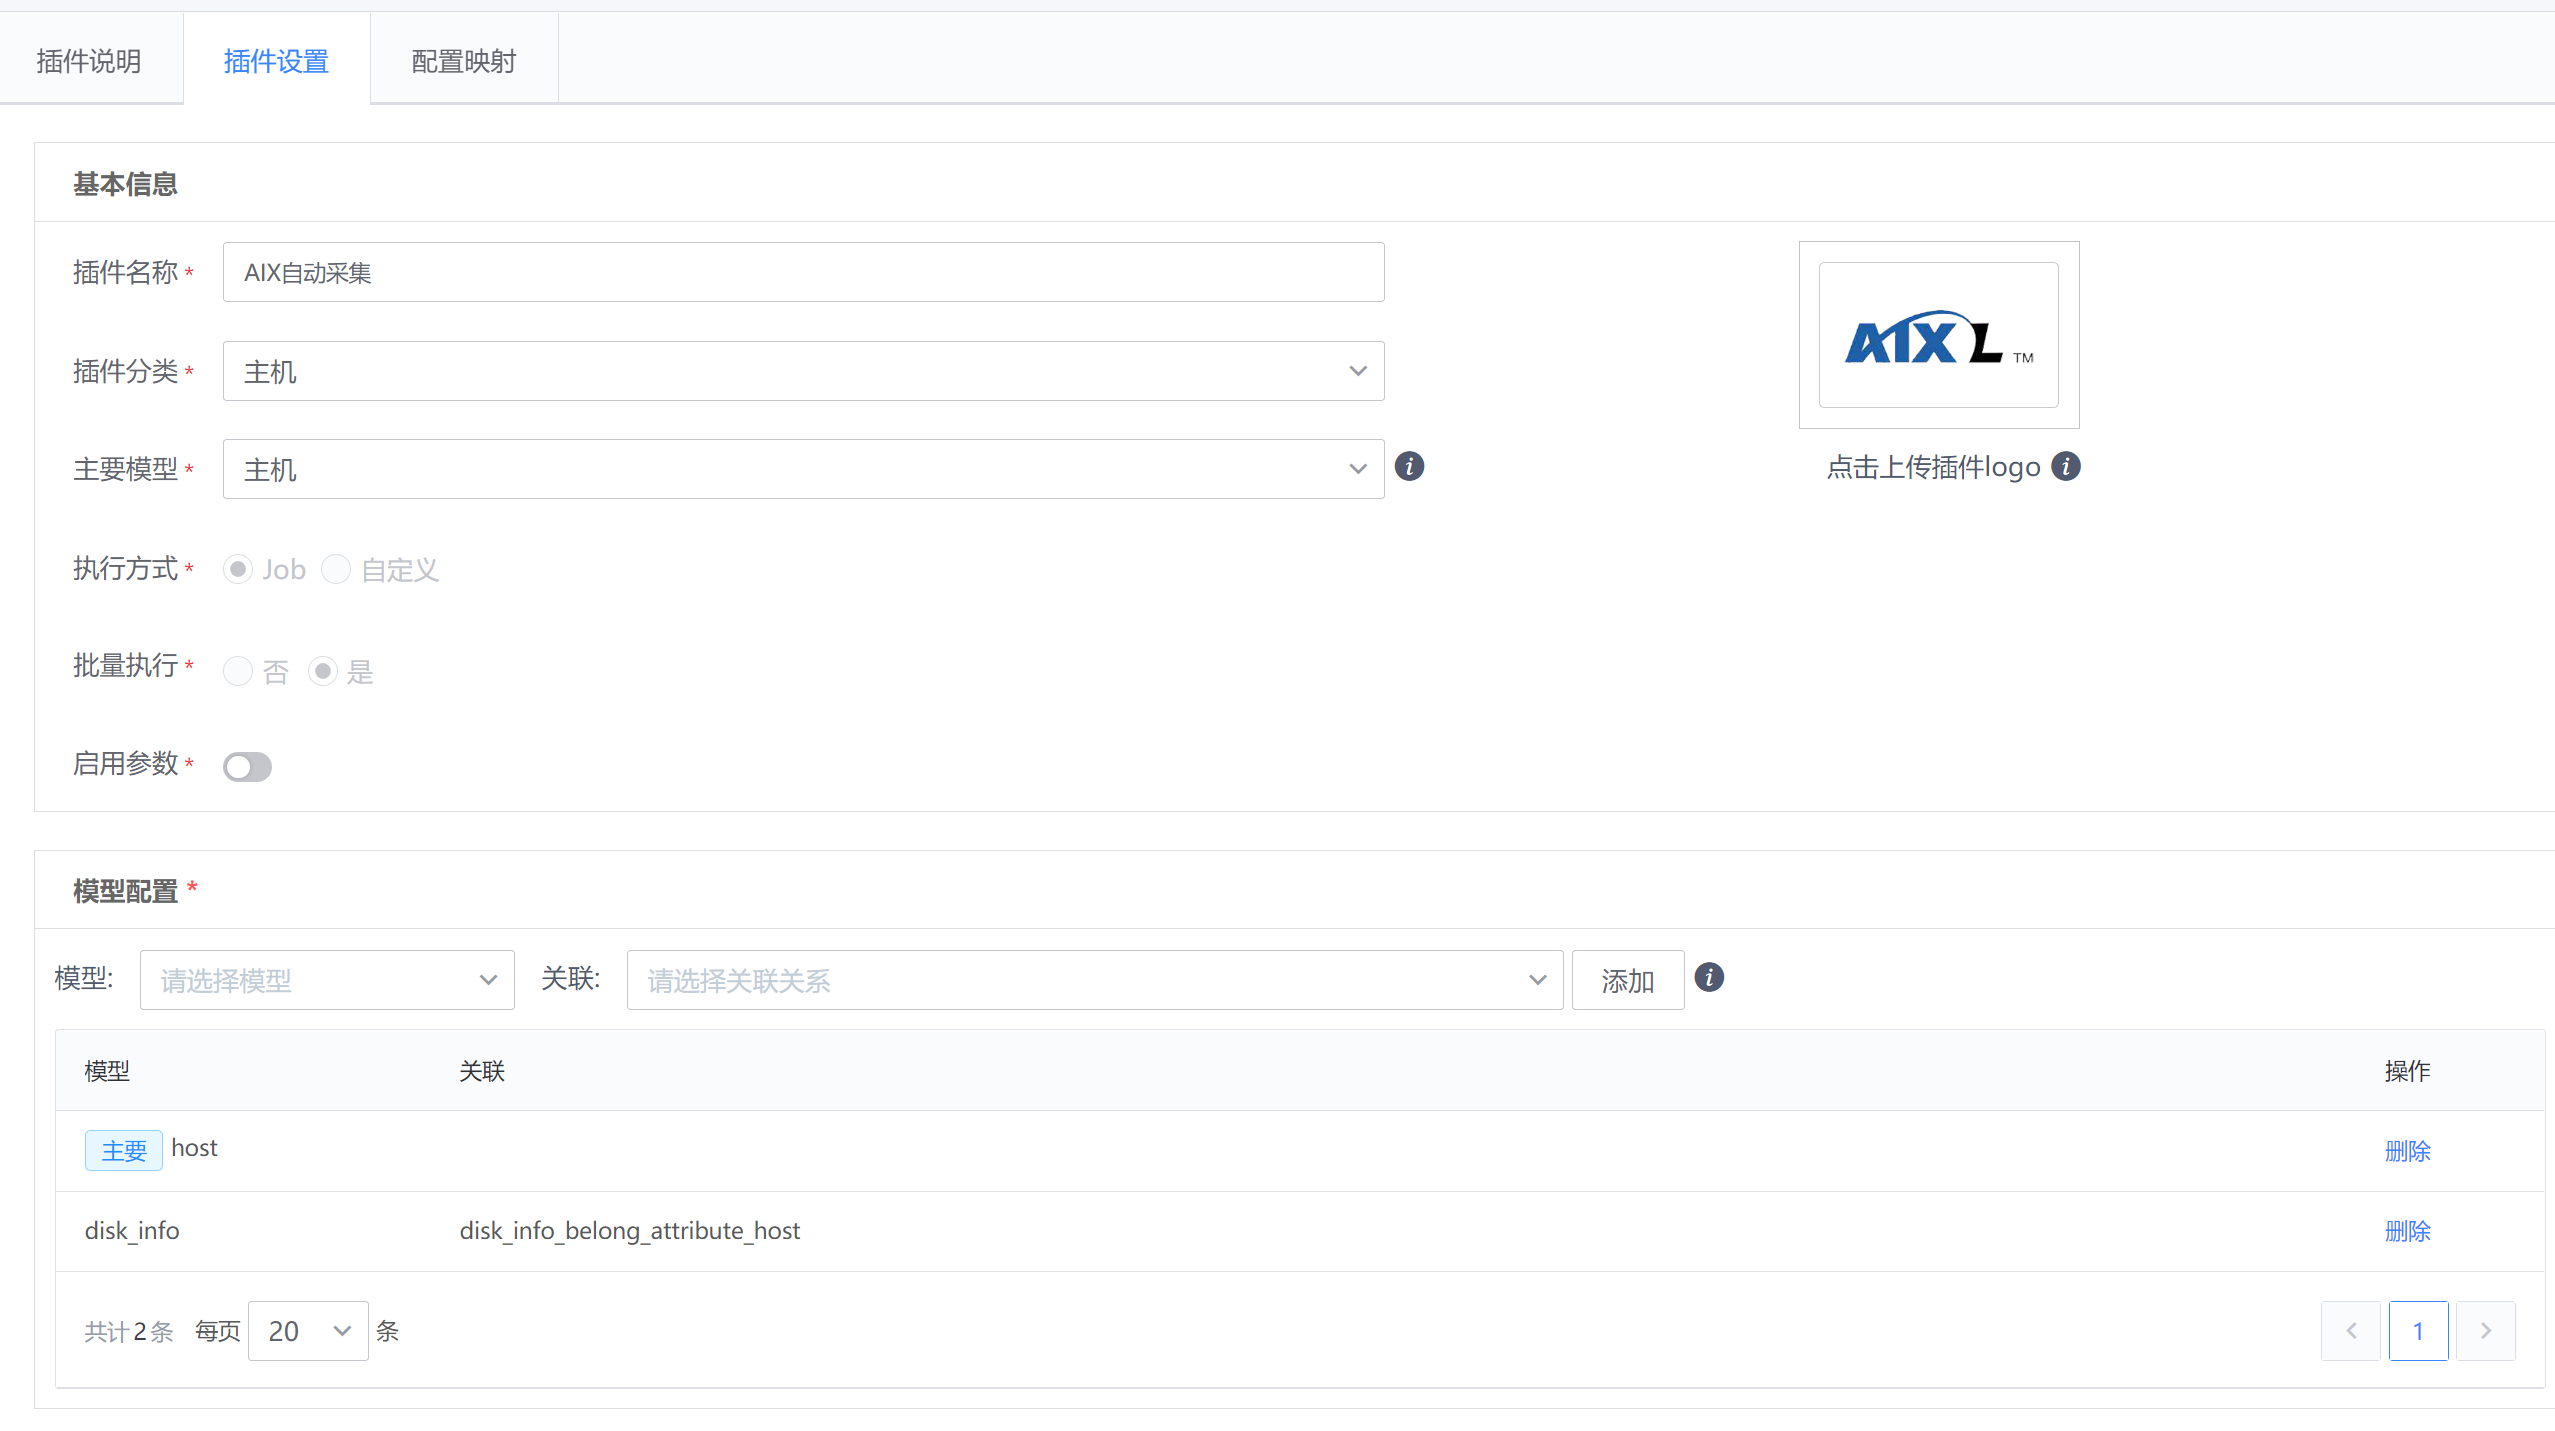 插件说明 插件设置 配置映射
基本信息
插件名称 * AIX自动采集
AIX L TM
插件分类 * 主机
主要模型 * 主机
点击上传插件logo
执行方式 * Job 自定义
批量执行 * 否 是
启用参数 *
模型配置 *
模型: 请选择模型 关联: 请选择关联关系 添加
模型 关联 操作
主要 host 删除
disk_info disk_info_belong_attribute_host 删除
共计 2 条 每页 20 条 1